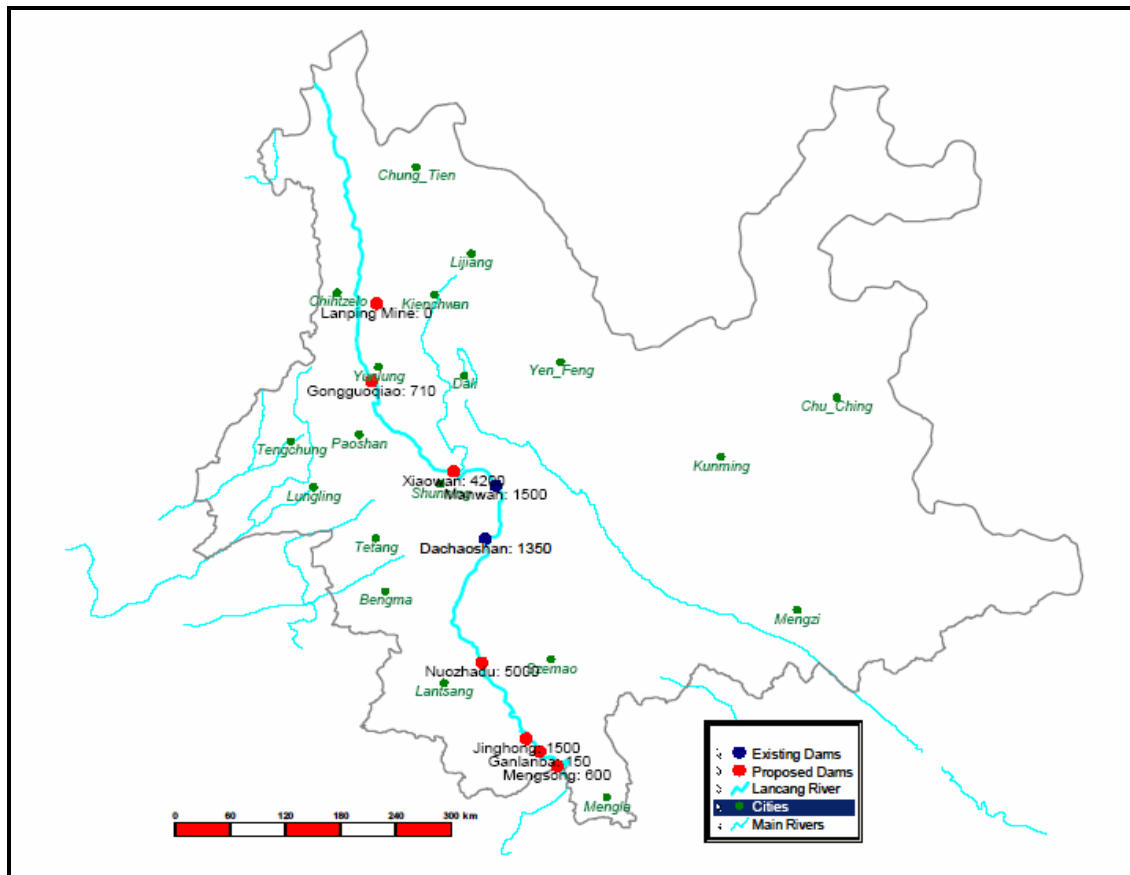 Chung_Tien
Lijiang
Chihtzelo
Kienchwan
Lanping Mine: 0
Yen_Feng
Dali
Gongguoqiao: 710
Chu_Ching
Paoshan
Tengchung
Kunming
Xiaowan: 4200
Manwan: 1500
Lungling
Tetang
Dachaoshan: 1350
Bengma
Mengzi
Szemao
Nuozhadu: 5000
Lantsang
Jinghong: 1500
Ganlanba: 150
Mengsong: 600
Mengla
0 60 120 180 240 300 km
Existing Dams
Proposed Dams
Lancang River
Cities
Main Rivers